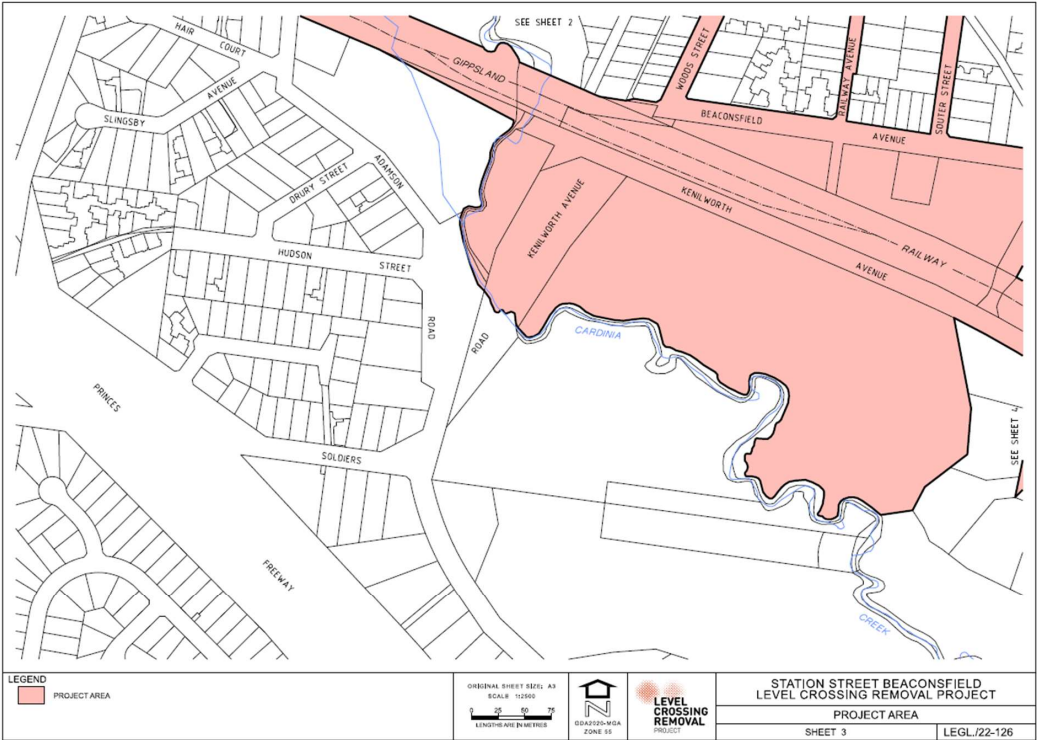 SEE SHEET 2
HAIR COURT
GIPPSLAND
WOODS STREET
RAILWAY AVENUE
SOUTER STREET
BEACONSFIELD AVENUE
SLINGSBY AVENUE
DRURY STREET
ADAMSON
KENILWORTH AVENUE
KENILWORTH AVENUE
RAILWAY
HUDSON STREET
ROAD
ROAD
CARDINIA
PRINCES
SOLDIERS
SEE SHEET 4
FREEWAY
CREEK
LEGEND
PROJECT AREA
ORIGINAL SHEET SIZE: A3
SCALE 1:2500
0 25 50 75
LENGTHS ARE IN METRES
N
GDA2020-MGA
ZONE 55
LEVEL
CROSSING
REMOVAL
PROJECT
STATION STREET BEACONSFIELD
LEVEL CROSSING REMOVAL PROJECT
PROJECT AREA
SHEET 3
LEGL./22-126